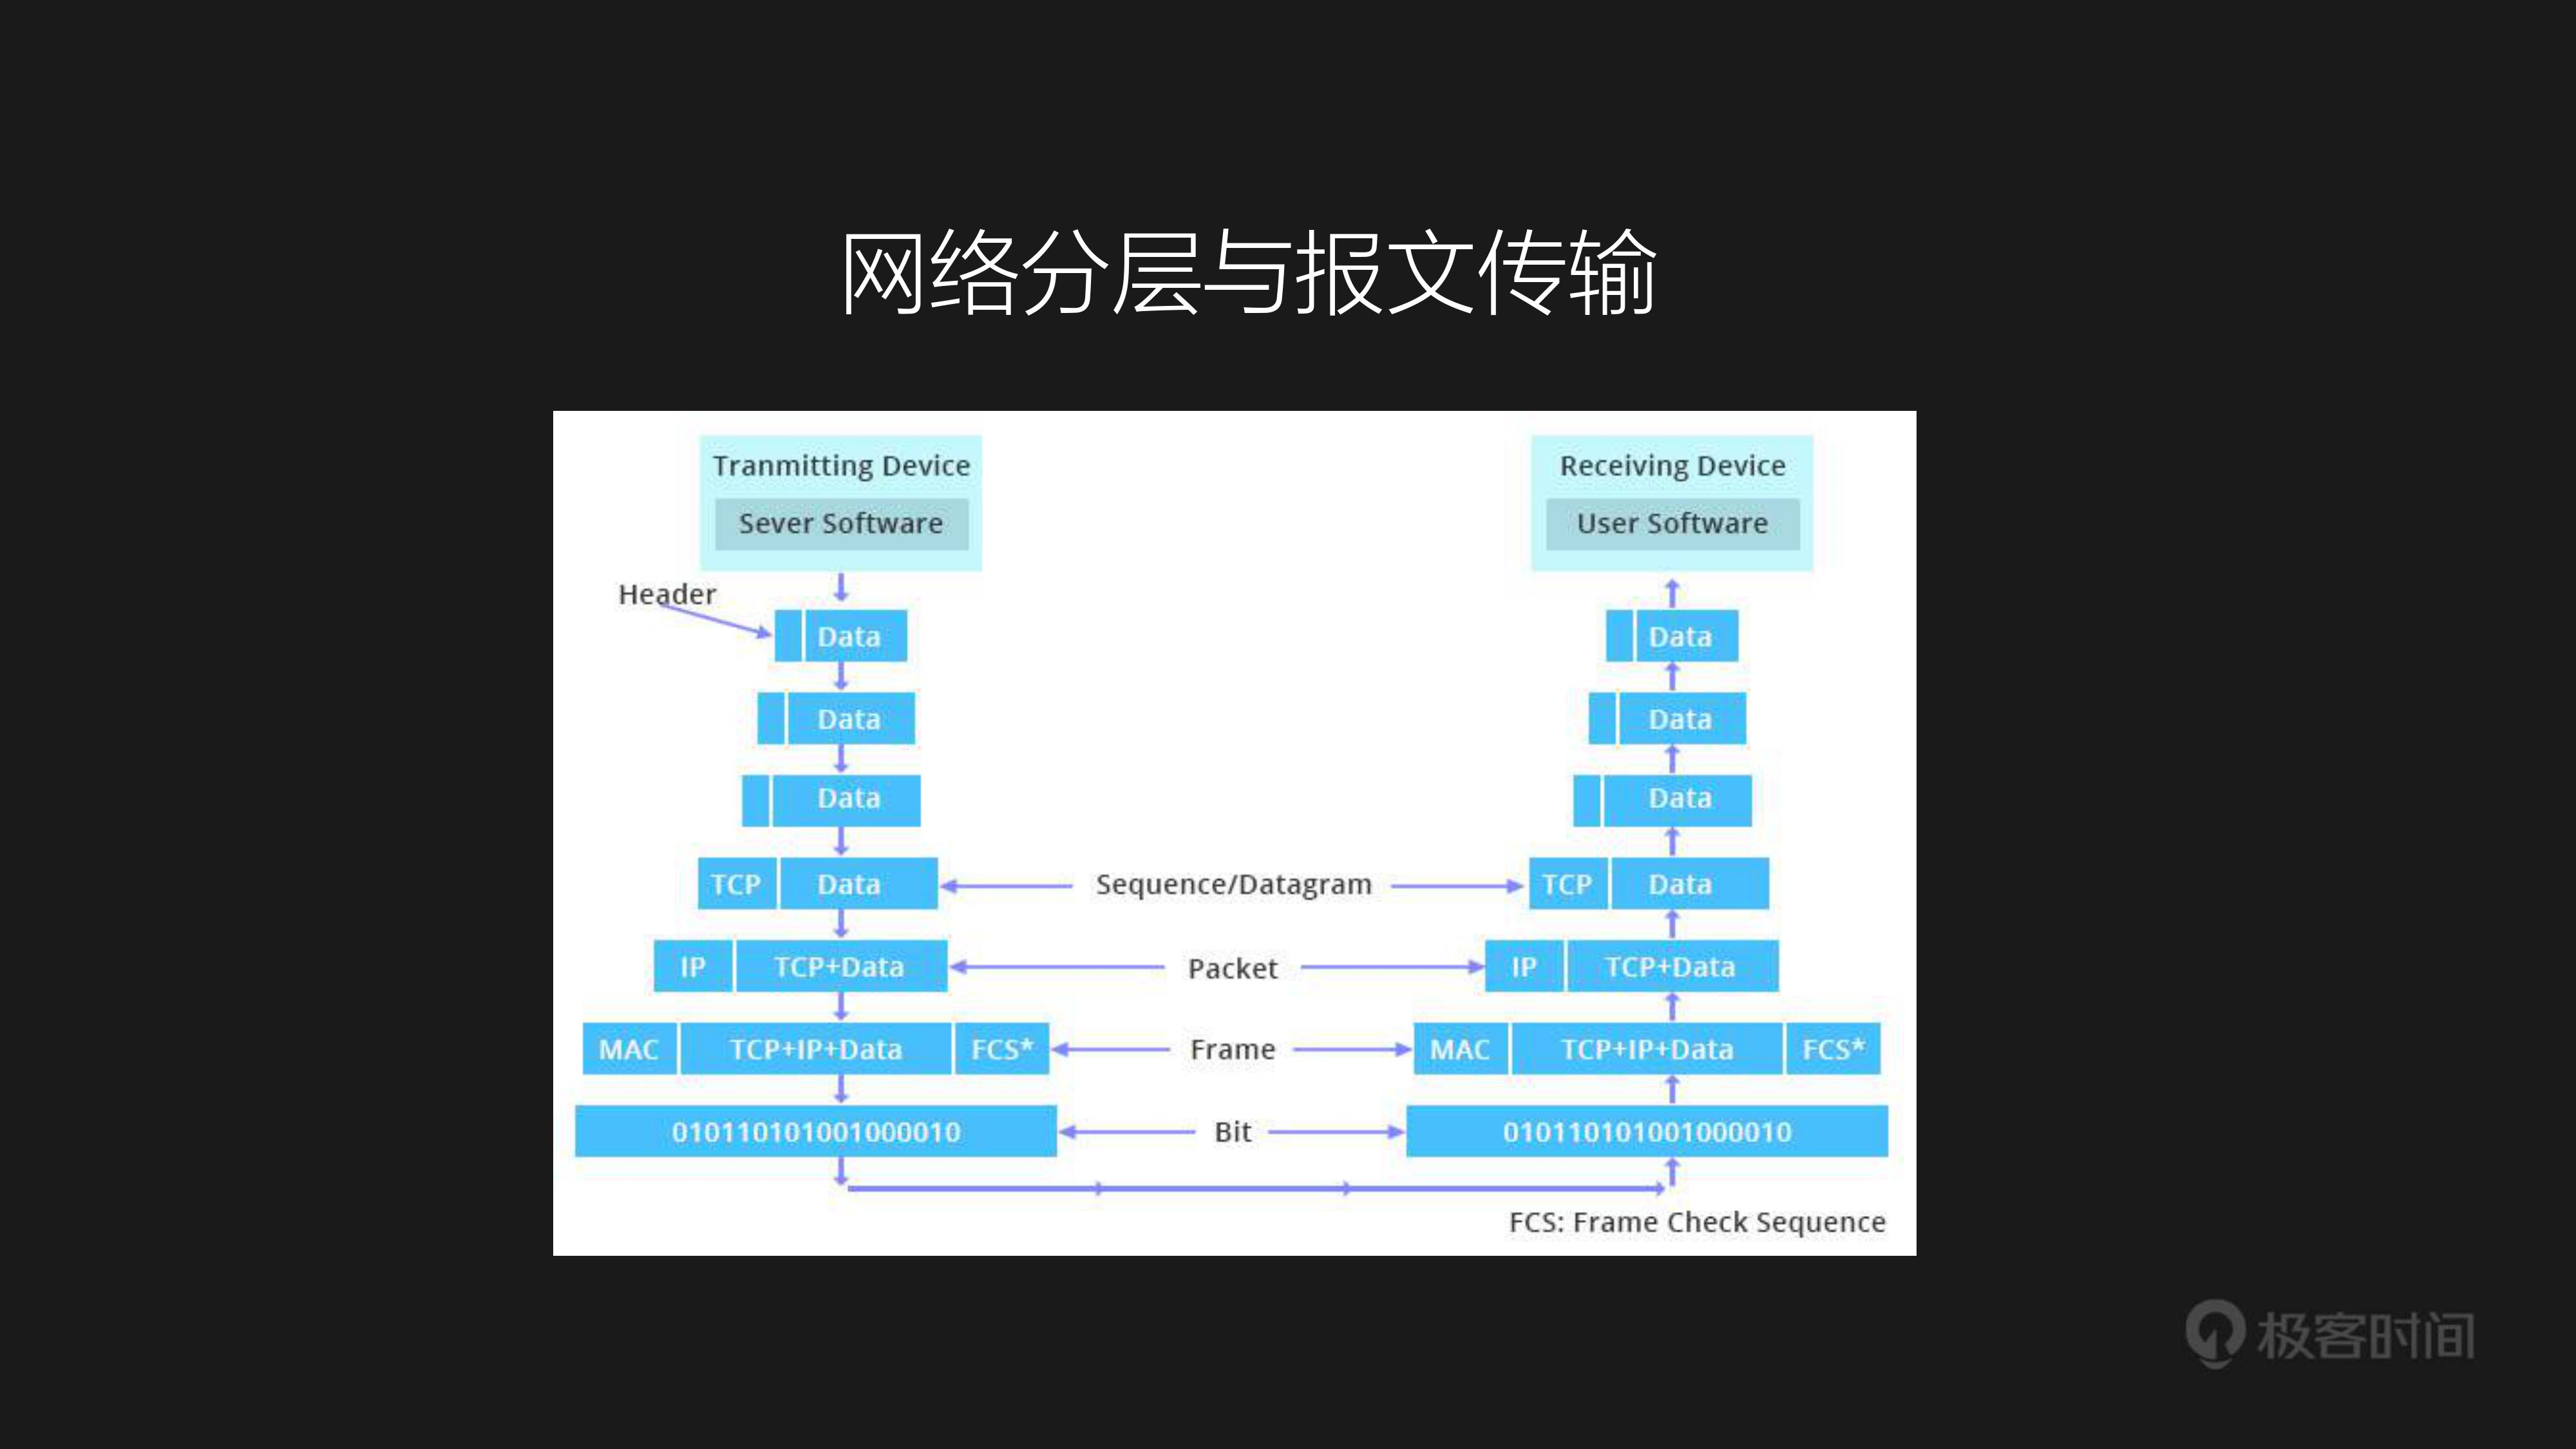 网络分层与报文传输
Tranmitting Device
Receiving Device
Sever Software
User Software
Header
Data
Data
Data
Data
Data
Data
TCP Data
Sequence/Datagram
TCP Data
IP TCP+Data
Packet
IP TCP+Data
MAC TCP+IP+Data FCS*
Frame
MAC TCP+IP+Data FCS*
010110101001000010
Bit
010110101001000010
FCS: Frame Check Sequence
极客时间